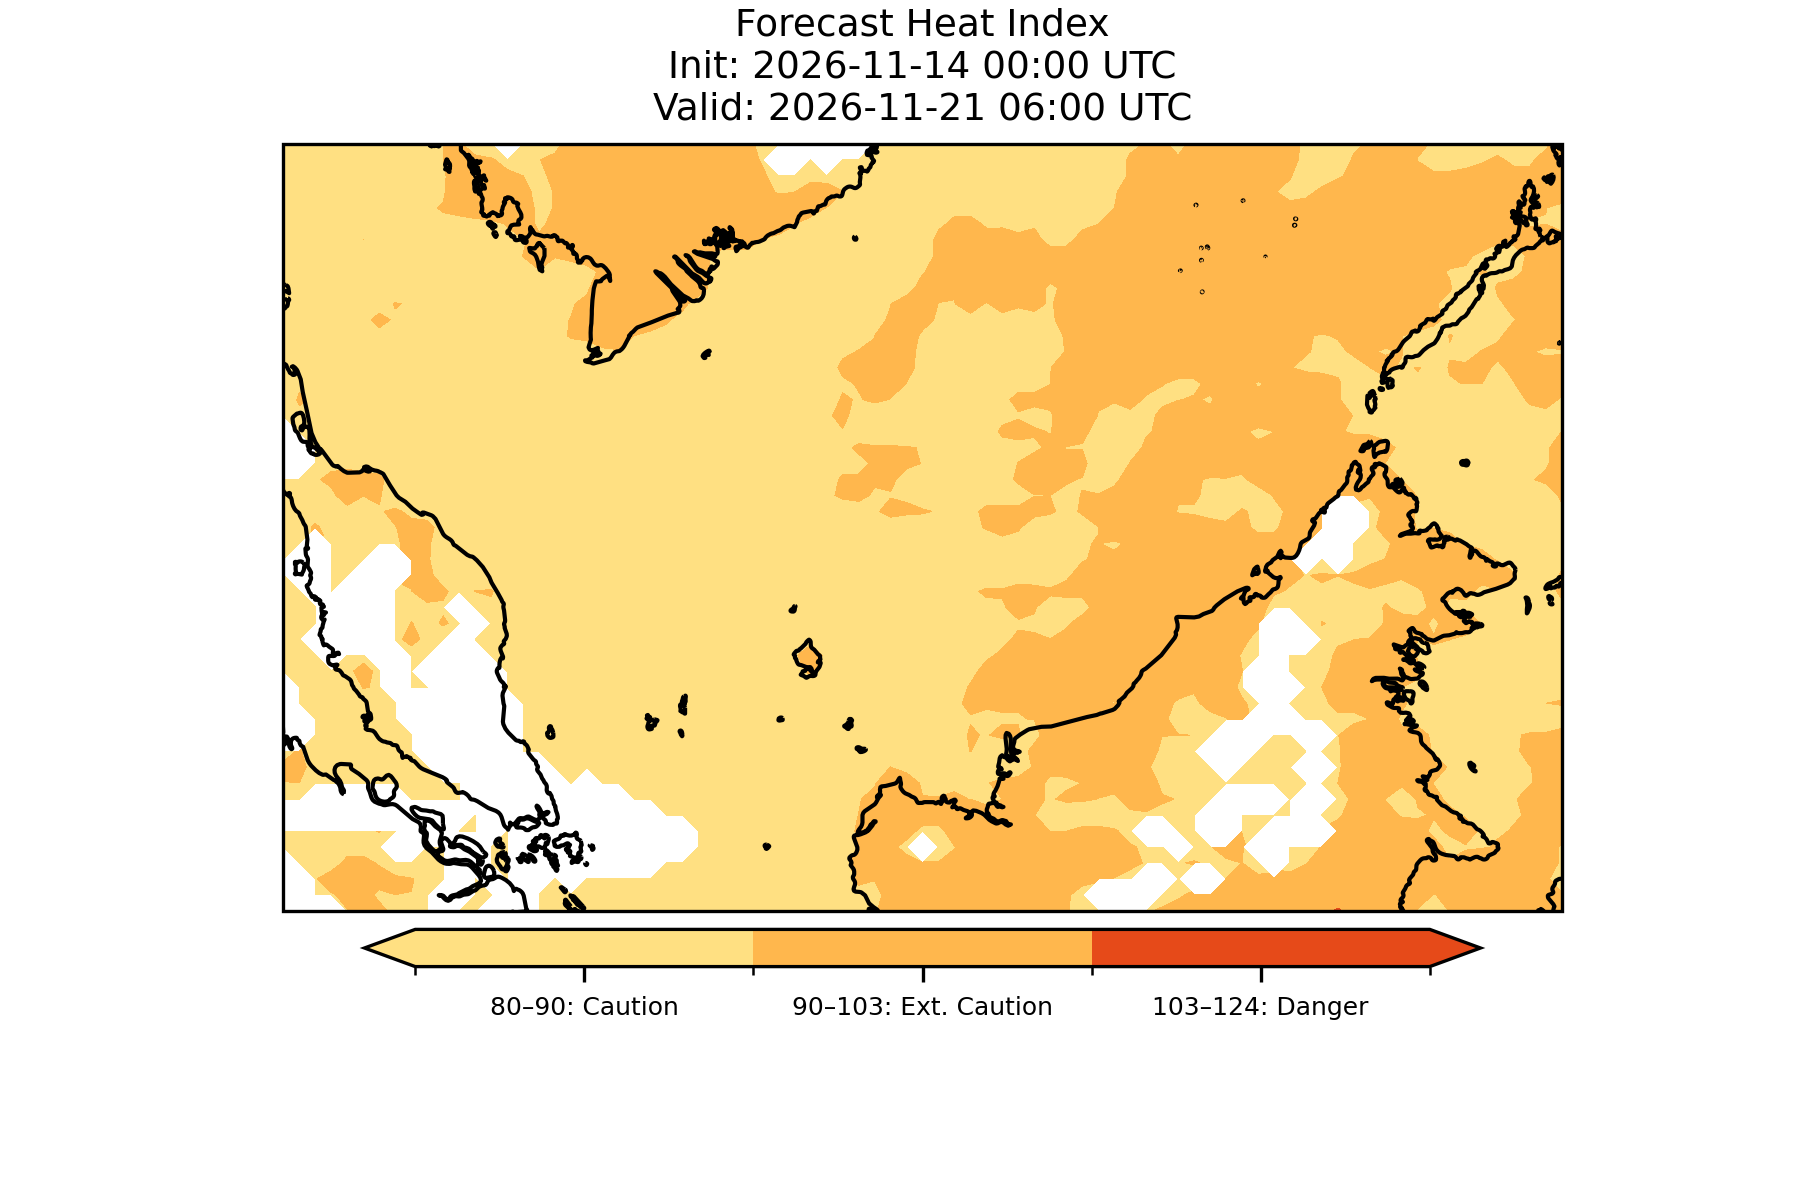 Forecast Heat Index
Init: 2026-11-14 00:00 UTC
Valid: 2026-11-21 06:00 UTC
80–90: Caution
90–103: Ext. Caution
103–124: Danger